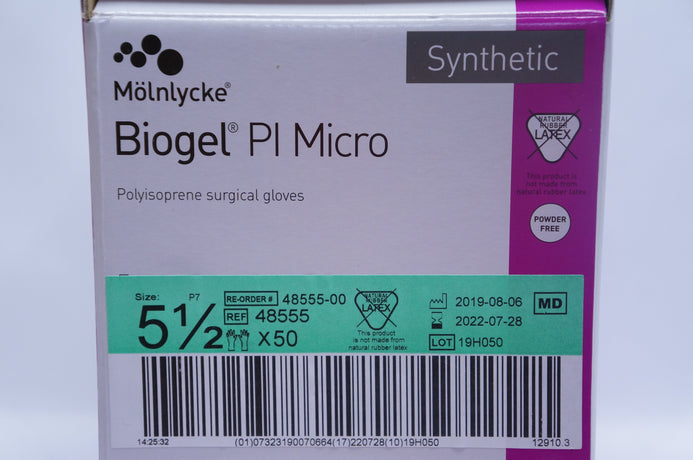 Mölnlycke®
Synthetic
Biogel® PI Micro
Polyisoprene surgical gloves
NATURAL
RUBBER
LATEX
This product is
not made from
natural rubber latex
POWDER
FREE
Size: P7
5½
RE-ORDER # 48555-00
REF 48555
X50
NATURAL
RUBBER
LATEX
This product
is not made from
natural rubber latex
2019-08-06
2022-07-28
LOT 19H050
MD
14:25:32
(01)07323190070664(17)220728(10)19H050
12910.3